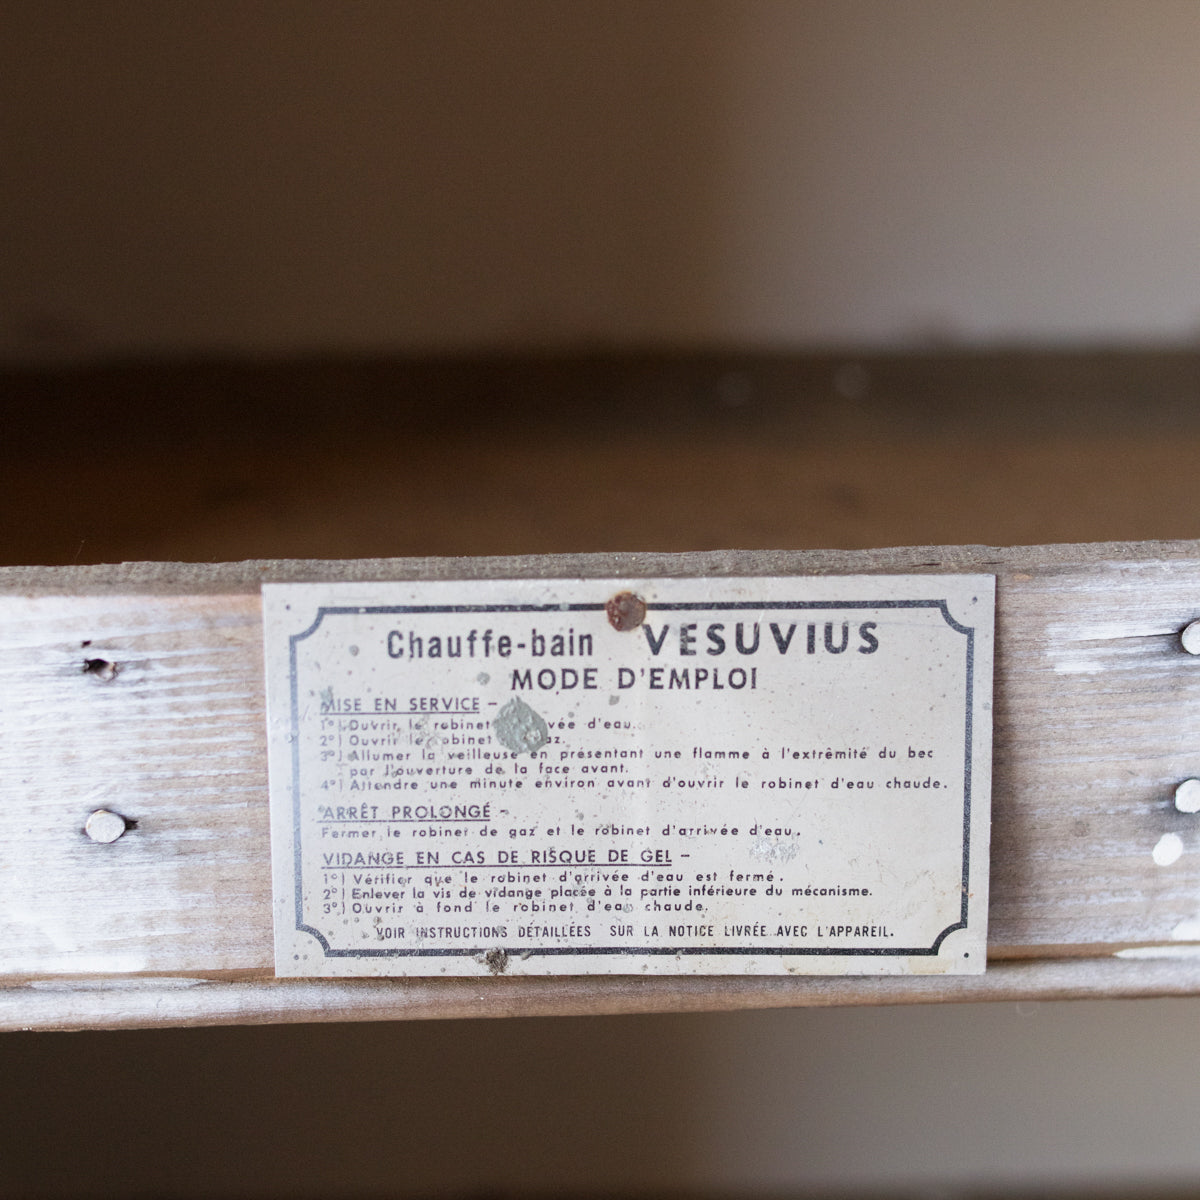 Chauffe-bain VESUVIUS
MODE D'EMPLOI
MISE EN SERVICE -
1°) Ouvrir le robinet vée d'eau.
2°) Ouvrir le robinet az.
3°) Allumer la veilleuse en présentant une flamme à l'extrêmité du bec
par l'ouverture de la face avant.
4°) Attendre une minute environ avant d'ouvrir le robinet d'eau chaude.
ARRÊT PROLONGÉ -
Fermer le robinet de gaz et le robinet d'arrivée d'eau.
VIDANGE EN CAS DE RISQUE DE GEL -
1°) Vérifier que le robinet d'arrivée d'eau est fermé.
2°) Enlever la vis de vidange placée à la partie inférieure du mécanisme.
3°) Ouvrir à fond le robinet d'eau chaude.
VOIR INSTRUCTIONS DÉTAILLÉES SUR LA NOTICE LIVRÉE AVEC L'APPAREIL.